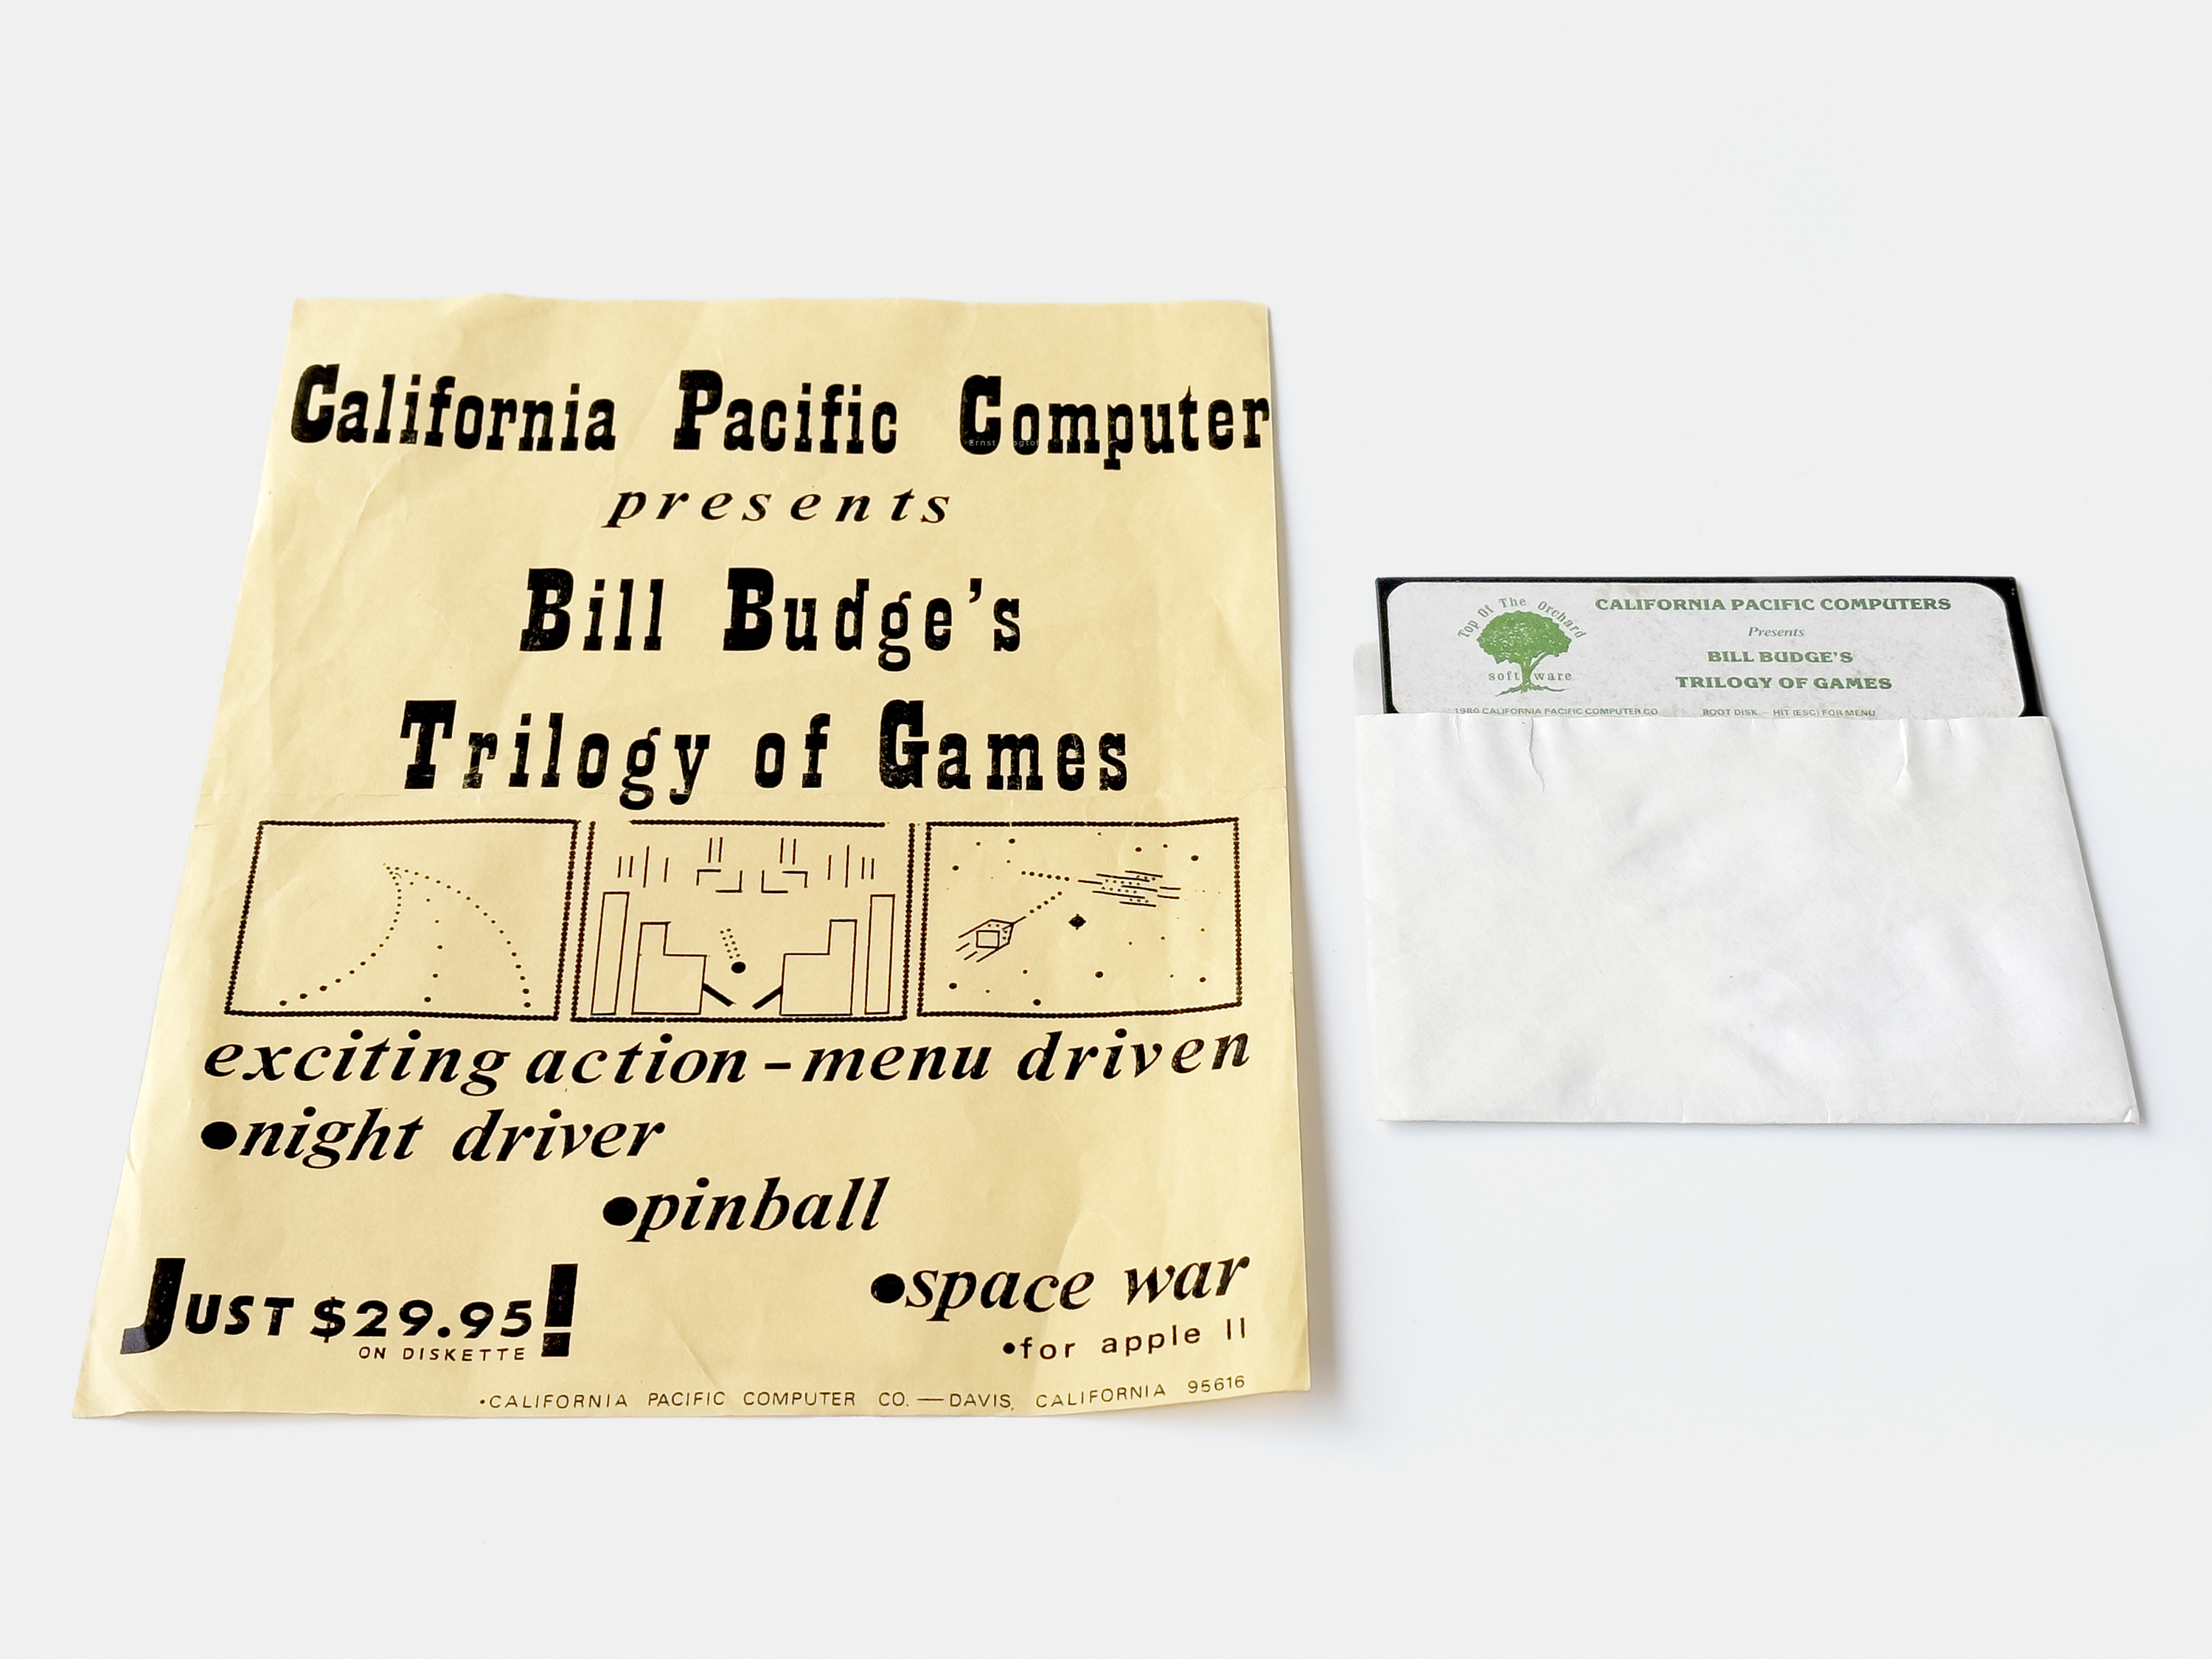 California Pacific Computer
presents
Bill Budge's
Trilogy of Games
exciting action - menu driven
•night driver
•pinball
•space war
JUST $29.95!
ON DISKETTE
•for apple II
•CALIFORNIA PACIFIC COMPUTER CO. — DAVIS, CALIFORNIA 95616
Top Of The Orchard
software
CALIFORNIA PACIFIC COMPUTERS
Presents
BILL BUDGE'S
TRILOGY OF GAMES
1980 CALIFORNIA PACIFIC COMPUTER CO BOOT DISK HIT (ESC) FOR MENU